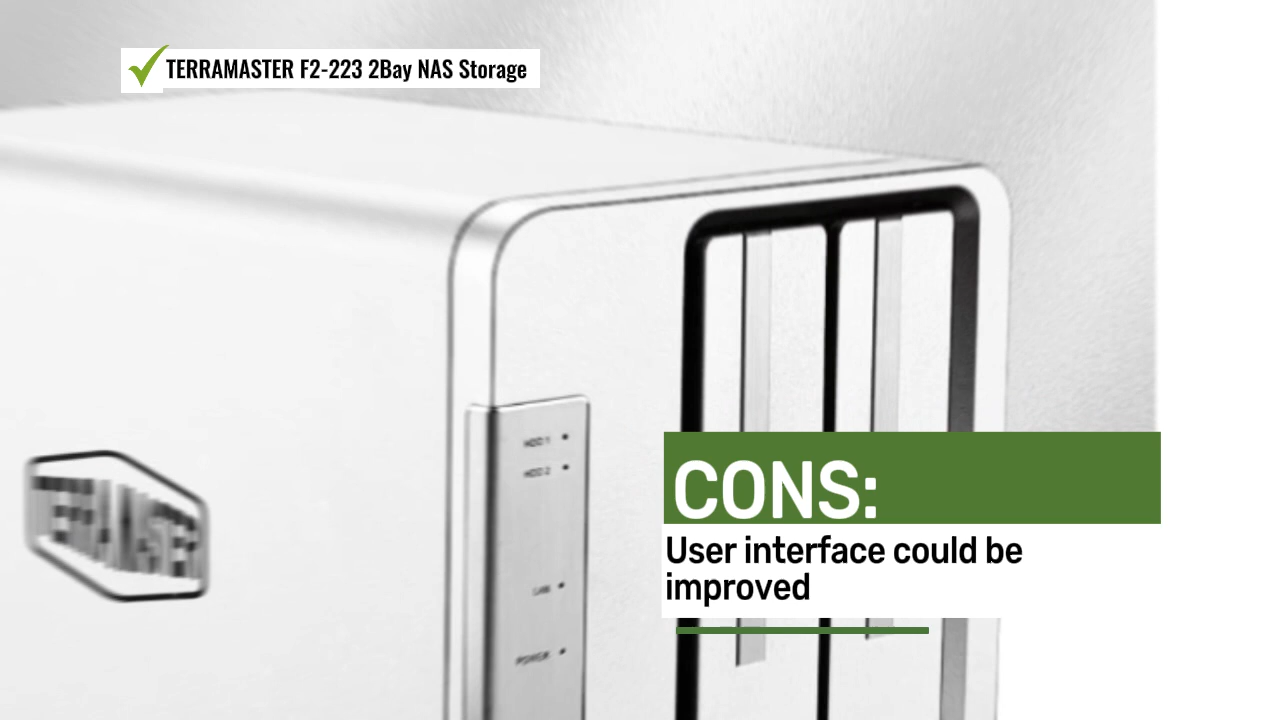 TERRAMASTER F2-223 2Bay NAS Storage
HDD 1
HDD 2
CONS:
User interface could be
improved
LAN
POWER